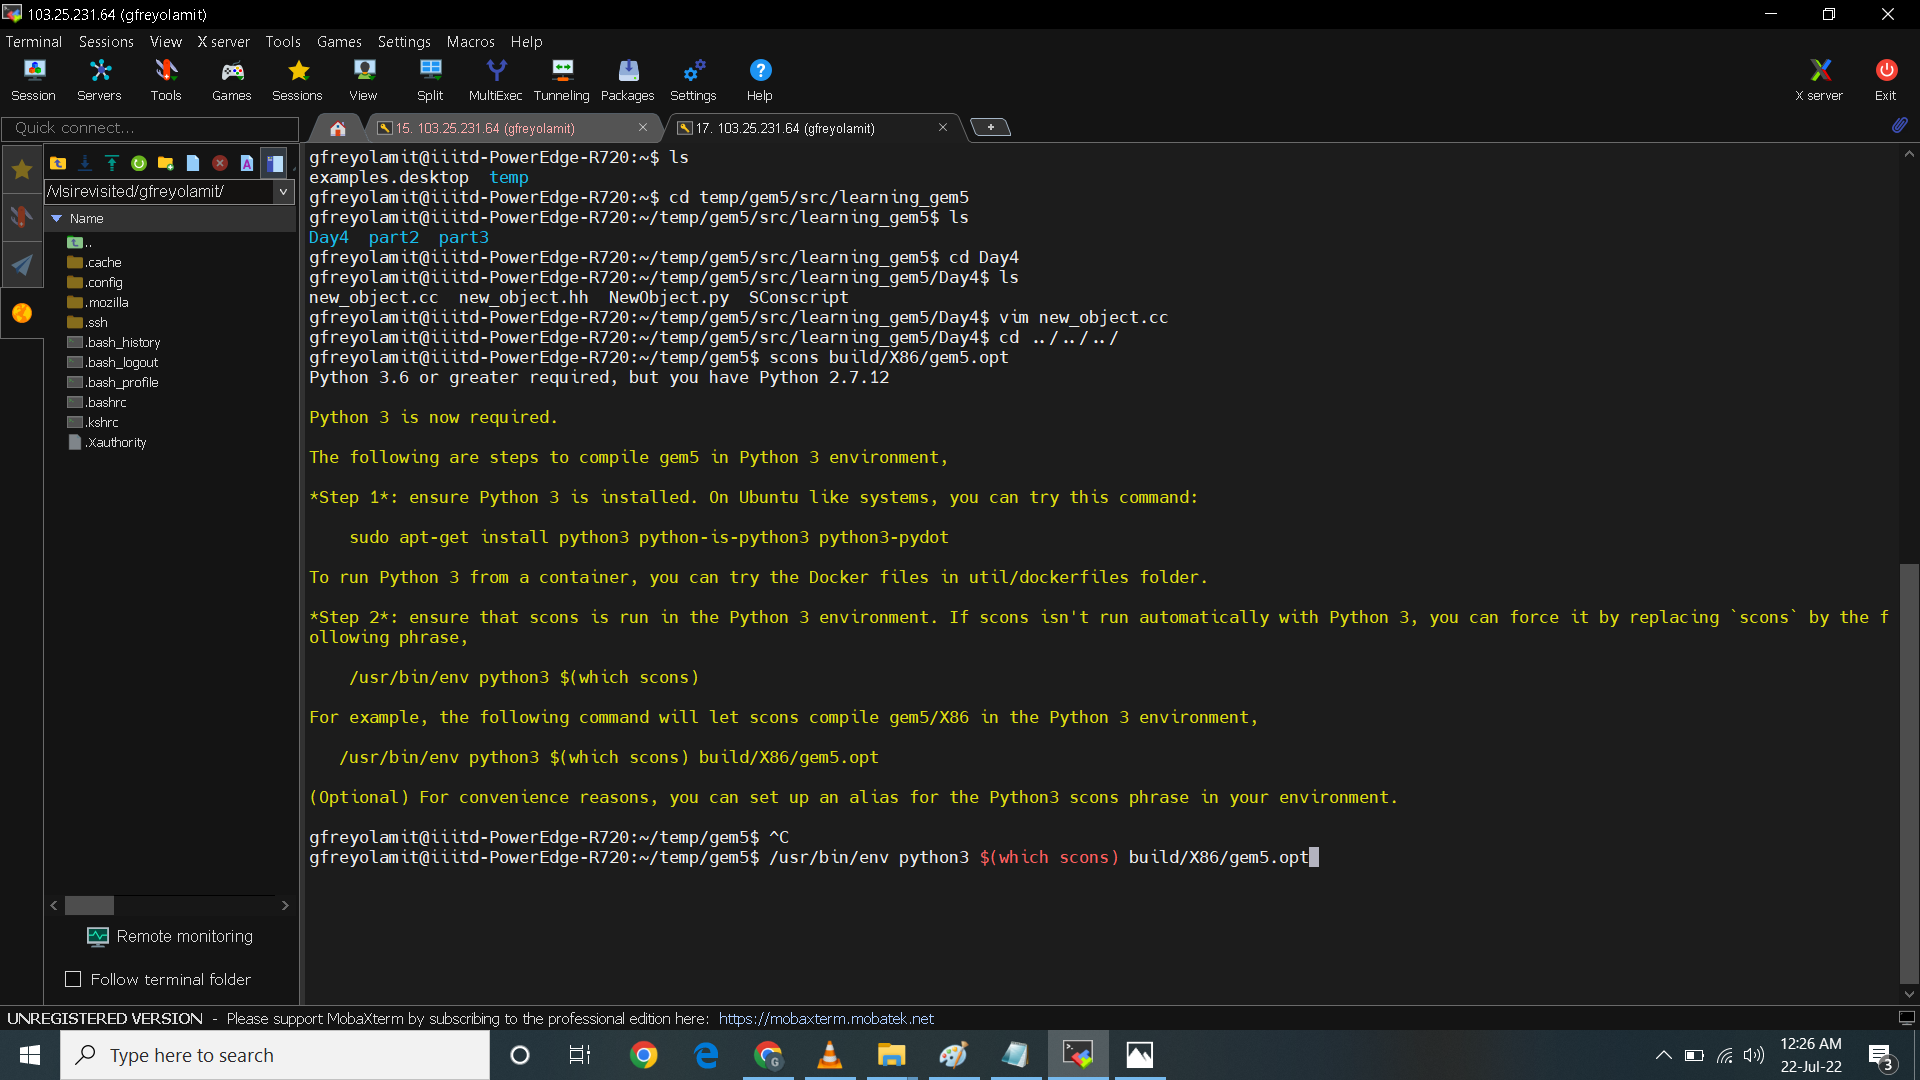 103.25.231.64 (gfreyolamit)
Terminal Sessions View X server Tools Games Settings Macros Help
Session Servers Tools Games Sessions View Split MultiExec Tunneling Packages Settings Help X server Exit
Quick connect...
15. 103.25.231.64 (gfreyolamit)
17. 103.25.231.64 (gfreyolamit)
/vlsirevisited/gfreyolamit/
Name
..
.cache
.config
.mozilla
.ssh
.bash_history
.bash_logout
.bash_profile
.bashrc
.kshrc
.Xauthority
Remote monitoring
Follow terminal folder
gfreyolamit@iiitd-PowerEdge-R720:~$ ls
examples.desktop temp
gfreyolamit@iiitd-PowerEdge-R720:~$ cd temp/gem5/src/learning_gem5
gfreyolamit@iiitd-PowerEdge-R720:~/temp/gem5/src/learning_gem5$ ls
Day4 part2 part3
gfreyolamit@iiitd-PowerEdge-R720:~/temp/gem5/src/learning_gem5$ cd Day4
gfreyolamit@iiitd-PowerEdge-R720:~/temp/gem5/src/learning_gem5/Day4$ ls
new_object.cc new_object.hh NewObject.py SConscript
gfreyolamit@iiitd-PowerEdge-R720:~/temp/gem5/src/learning_gem5/Day4$ vim new_object.cc
gfreyolamit@iiitd-PowerEdge-R720:~/temp/gem5/src/learning_gem5/Day4$ cd ../../../
gfreyolamit@iiitd-PowerEdge-R720:~/temp/gem5$ scons build/X86/gem5.opt
Python 3.6 or greater required, but you have Python 2.7.12
Python 3 is now required.
The following are steps to compile gem5 in Python 3 environment,
*Step 1*: ensure Python 3 is installed. On Ubuntu like systems, you can try this command:
sudo apt-get install python3 python-is-python3 python3-pydot
To run Python 3 from a container, you can try the Docker files in util/dockerfiles folder.
*Step 2*: ensure that scons is run in the Python 3 environment. If scons isn't run automatically with Python 3, you can force it by replacing `scons` by the f
ollowing phrase,
/usr/bin/env python3 $(which scons)
For example, the following command will let scons compile gem5/X86 in the Python 3 environment,
/usr/bin/env python3 $(which scons) build/X86/gem5.opt
(Optional) For convenience reasons, you can set up an alias for the Python3 scons phrase in your environment.
gfreyolamit@iiitd-PowerEdge-R720:~/temp/gem5$ ^C
gfreyolamit@iiitd-PowerEdge-R720:~/temp/gem5$ /usr/bin/env python3 $(which scons) build/X86/gem5.opt
UNREGISTERED VERSION - Please support MobaXterm by subscribing to the professional edition here: https://mobaxterm.mobatek.net
Type here to search
12:26 AM
22-Jul-22
3